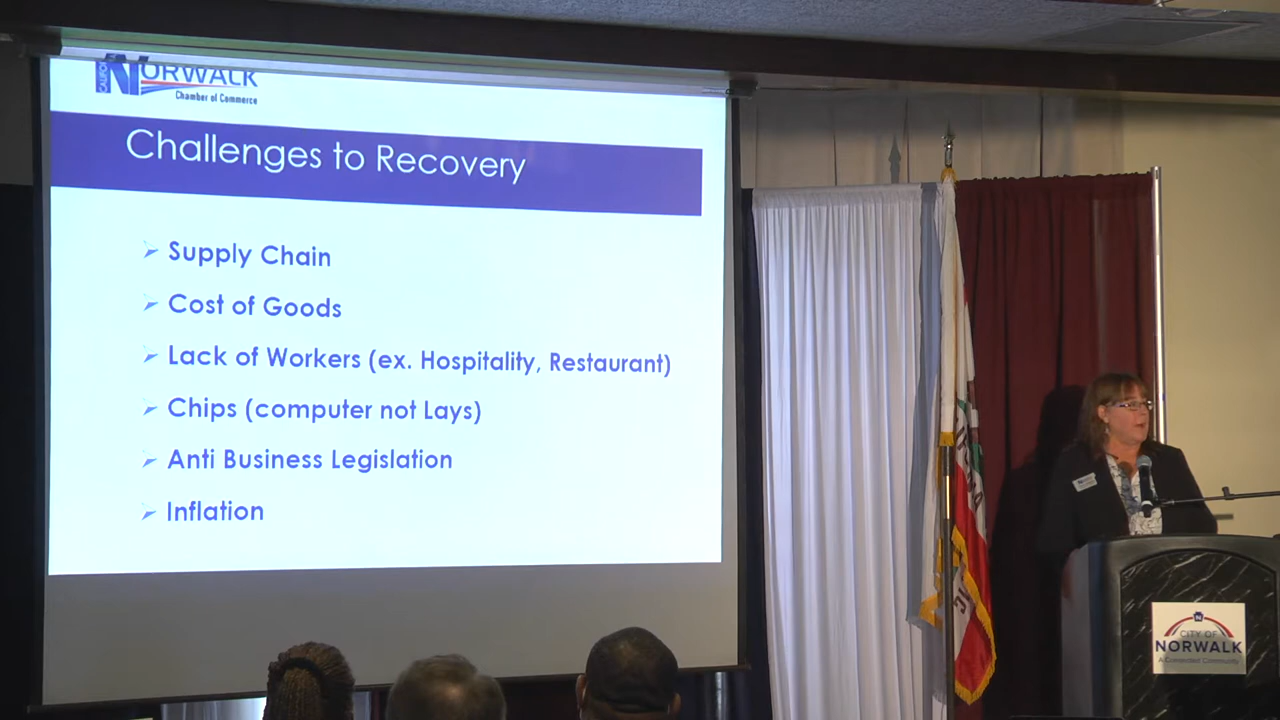 NORWALK
Chamber of Commerce
Challenges to Recovery
Supply Chain
Cost of Goods
Lack of Workers (ex. Hospitality, Restaurant)
Chips (computer not Lays)
Anti Business Legislation
Inflation
N
CITY OF
NORWALK
A Connected Community